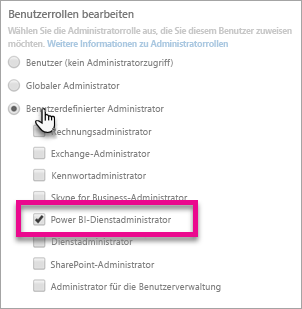 Benutzerrollen bearbeiten
Wählen Sie die Administratorrolle aus, die Sie diesem Benutzer zuweisen
möchten. Weitere Informationen zu Administratorrollen
Benutzer (kein Administratorzugriff)
Globaler Administrator
Benutzerdefinierter Administrator
Rechnungsadministrator
Exchange-Administrator
Kennwortadministrator
Skype for Business-Administrator
Power BI-Dienstadministrator
Dienstadministrator
SharePoint-Administrator
Administrator für die Benutzerverwaltung